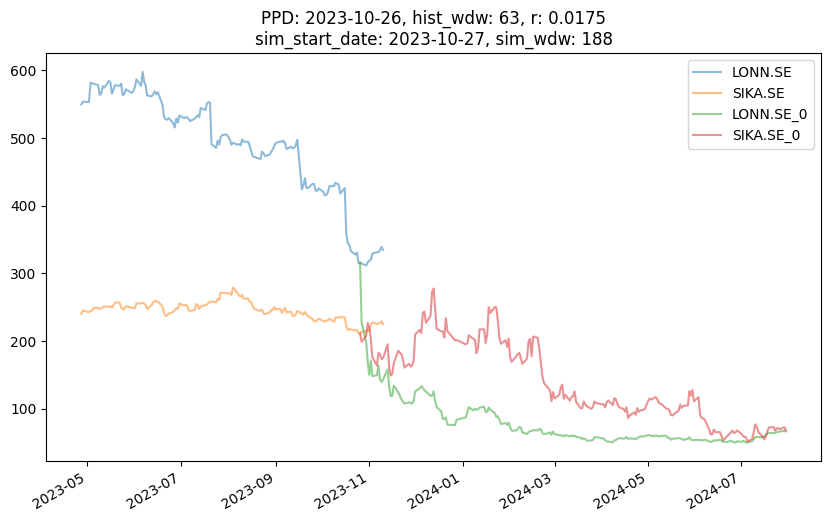 PPD: 2023-10-26, hist_wdw: 63, r: 0.0175
sim_start_date: 2023-10-27, sim_wdw: 188
LONN.SE
SIKA.SE
LONN.SE_0
SIKA.SE_0
600
500
400
300
200
100
2023-05
2023-07
2023-09
2023-11
2024-01
2024-03
2024-05
2024-07